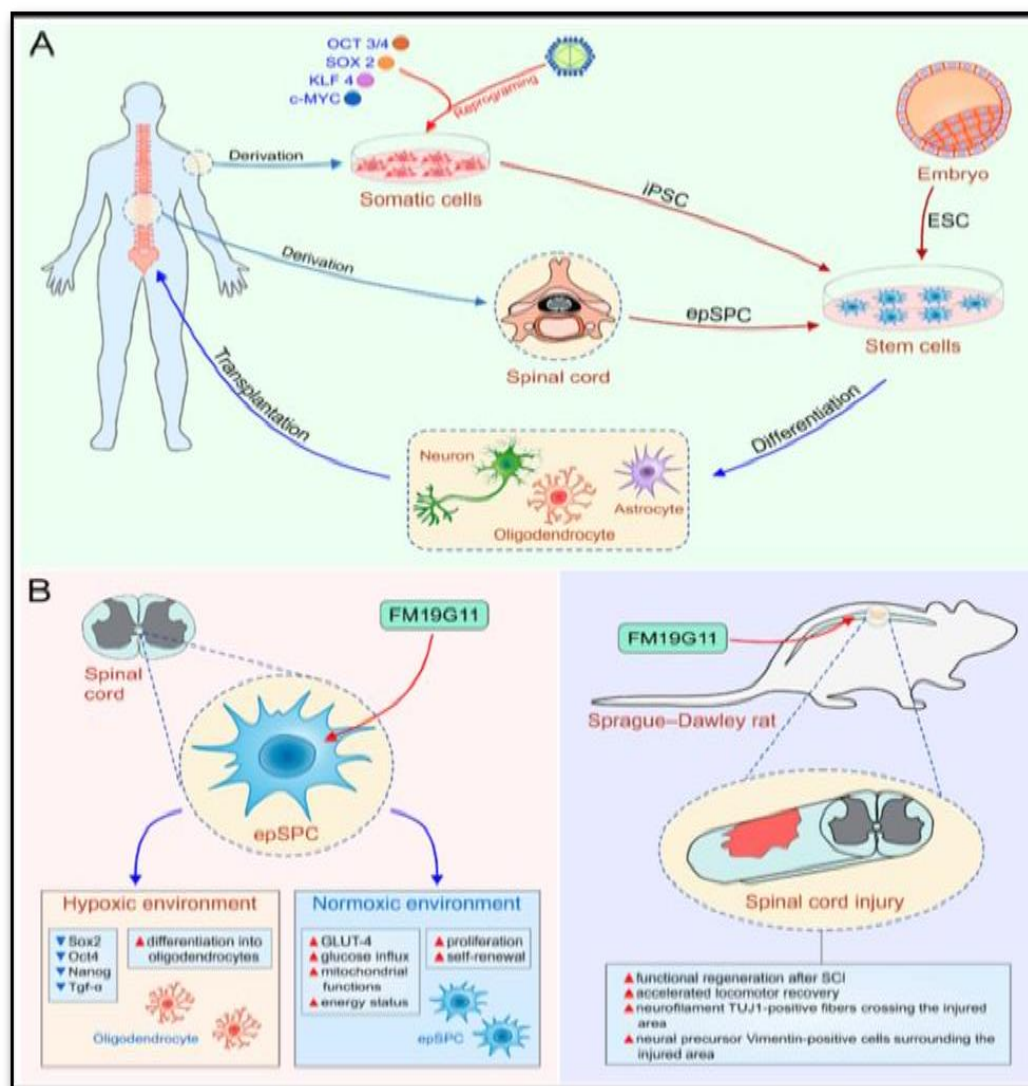 A
OCT 3/4
SOX 2
KLF 4
c-MYC
Reprograming
Derivation
Somatic cells
Embryo
iPSC
ESC
Derivation
epSPC
Spinal cord
Stem cells
Transplantation
Differentiation
Neuron
Astrocyte
Oligodendrocyte
B
FM19G11
Spinal
cord
epSPC
Hypoxic environment
▼Sox2
▼Oct4
▼Nanog
▼Tgf-α
▲differentiation into
oligodendrocytes
Oligodendrocyte
Normoxic environment
▲GLUT-4
▲glucose influx
▲mitochondrial
functions
▲energy status
▲proliferation
▲self-renewal
epSPC
FM19G11
Sprague–Dawley rat
Spinal cord injury
▲functional regeneration after SCI
▲accelerated locomotor recovery
▲neurofilament TUJ1-positive fibers crossing the injured
area
▲neural precursor Vimentin-positive cells surrounding the
injured area